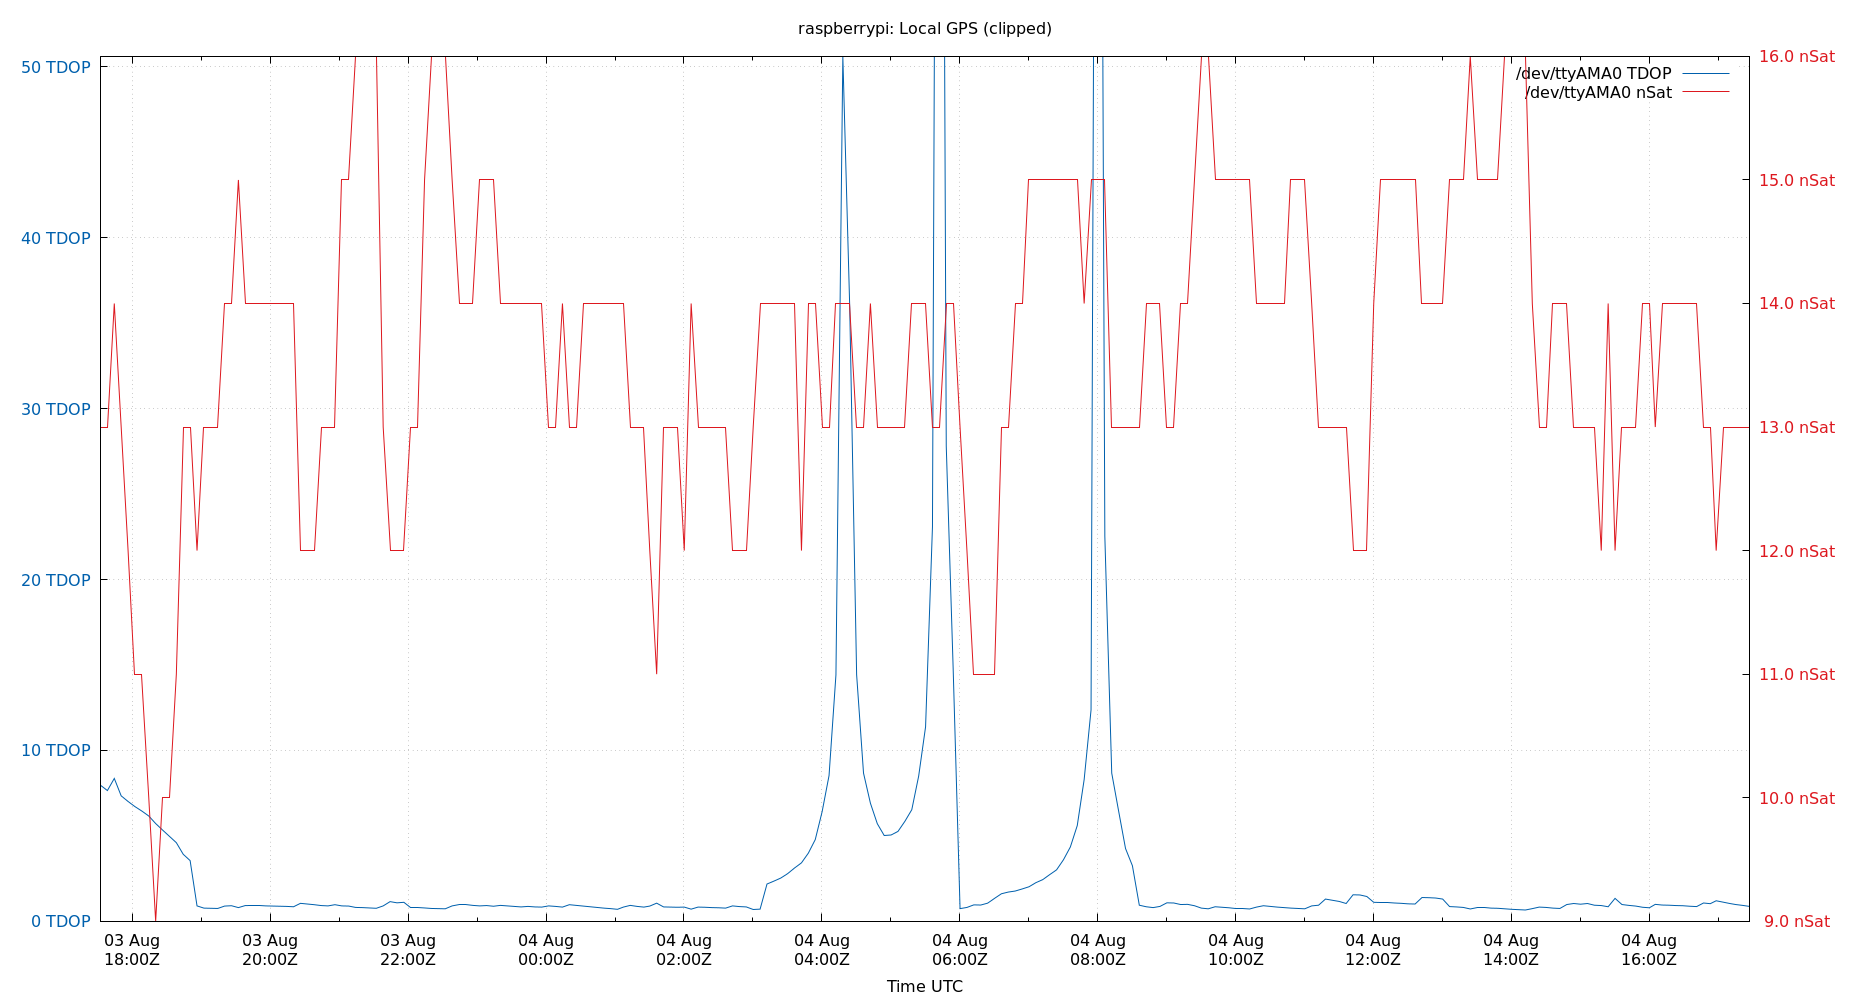 raspberrypi: Local GPS (clipped)
50 TDOP
40 TDOP
30 TDOP
20 TDOP
10 TDOP
0 TDOP
16.0 nSat
15.0 nSat
14.0 nSat
13.0 nSat
12.0 nSat
11.0 nSat
10.0 nSat
9.0 nSat
/dev/ttyAMA0 TDOP
/dev/ttyAMA0 nSat
03 Aug
18:00Z
03 Aug
20:00Z
03 Aug
22:00Z
04 Aug
00:00Z
04 Aug
02:00Z
04 Aug
04:00Z
04 Aug
06:00Z
04 Aug
08:00Z
04 Aug
10:00Z
04 Aug
12:00Z
04 Aug
14:00Z
04 Aug
16:00Z
Time UTC